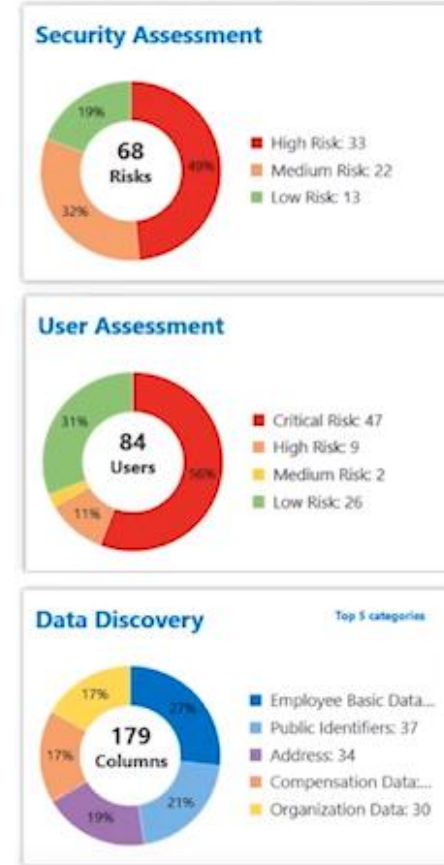 Security Assessment
19%
68
Risks
49%
32%
High Risk: 33
Medium Risk: 22
Low Risk: 13
User Assessment
31%
84
Users
56%
11%
Critical Risk: 47
High Risk: 9
Medium Risk: 2
Low Risk: 26
Data Discovery
Top 5 categories
17%
27%
179
Columns
17%
19%
21%
Employee Basic Data...
Public Identifiers: 37
Address: 34
Compensation Data:...
Organization Data: 30